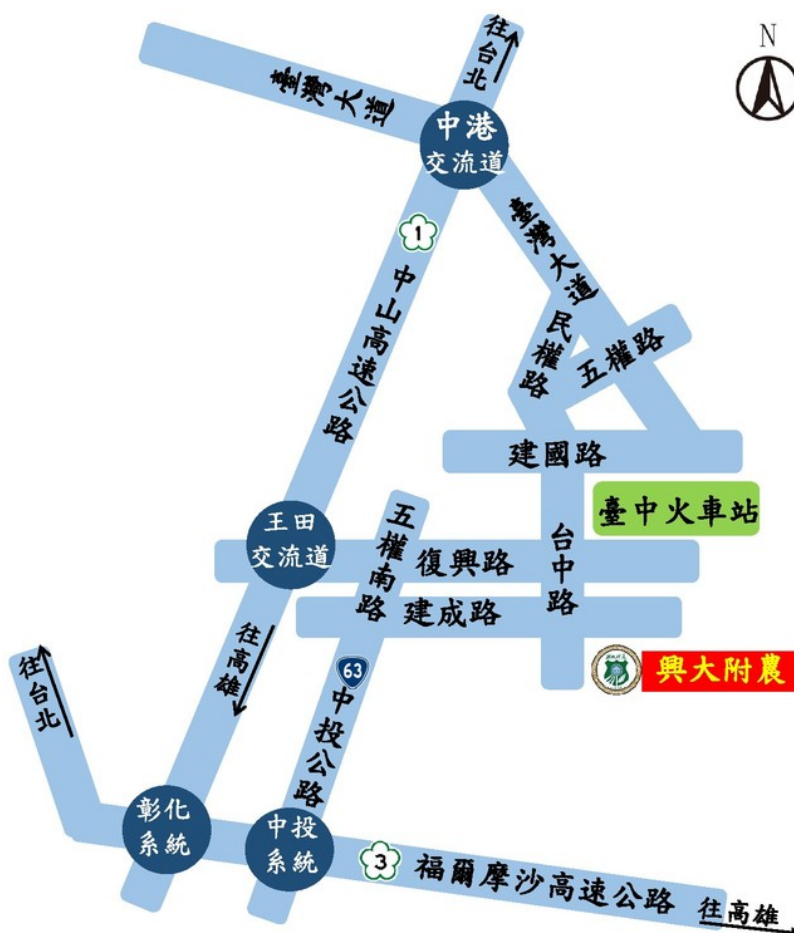 往台北
N
臺灣大道
中港
交流道
1
臺灣大道
中山高速公路
民權路
五權路
建國路
臺中火車站
王田
交流道
五權南路
復興路
台中路
建成路
往高雄
63
興大附農
往台北
中投公路
彰化
系統
中投
系統
3
福爾摩沙高速公路
往高雄